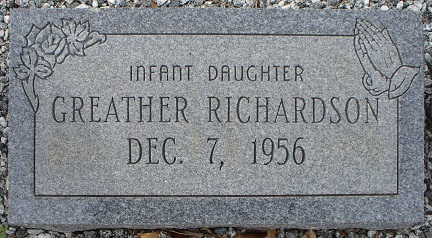 INFANT DAUGHTER
GREATHER RICHARDSON
DEC. 7, 1956